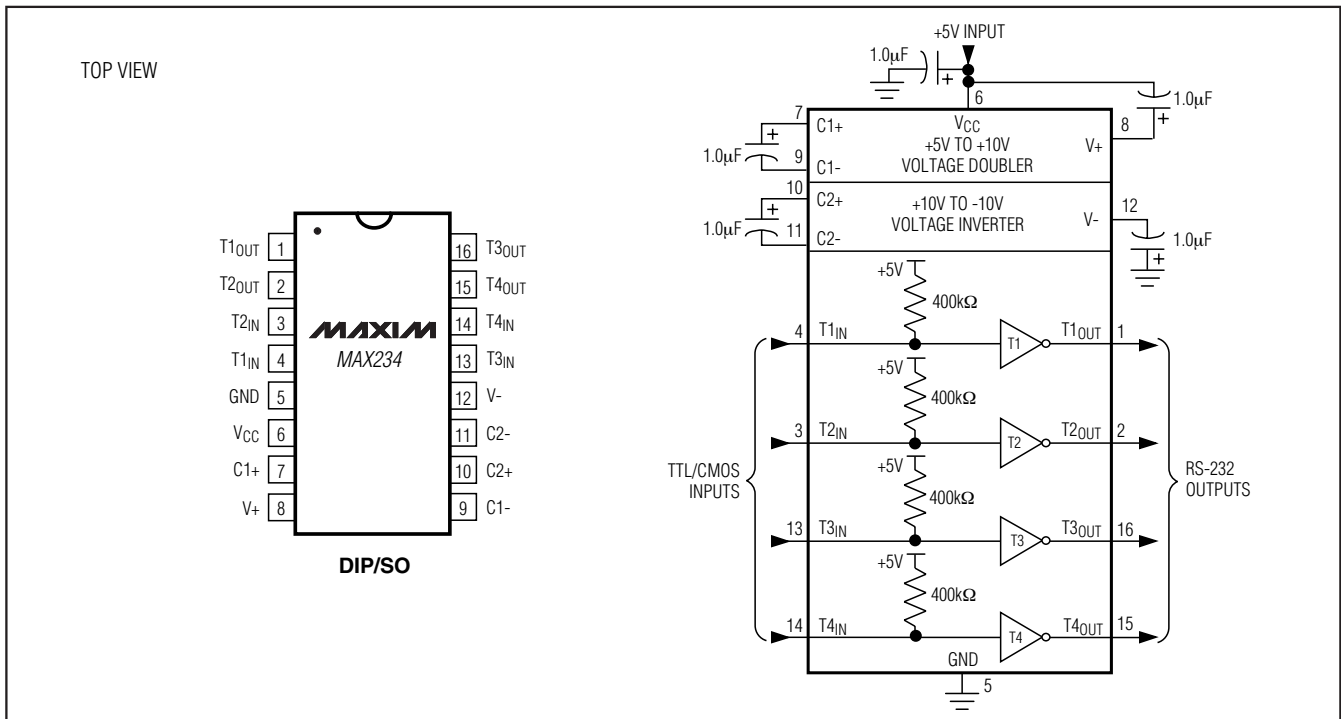 TOP VIEW
T1OUT 1
T2OUT 2
T2IN 3
T1IN 4
GND 5
VCC 6
C1+ 7
V+ 8
16 T3OUT
15 T4OUT
14 T4IN
13 T3IN
12 V-
11 C2-
10 C2+
9 C1-
MAXIM
MAX234
DIP/SO
+5V INPUT
1.0μF
+
6
1.0μF
+
7 C1+
1.0μF
+
9 C1-
VCC
+5V TO +10V
VOLTAGE DOUBLER
V+ 8
10 C2+
1.0μF
+
11 C2-
+10V TO -10V
VOLTAGE INVERTER
V- 12
1.0μF
+
+5V
400kΩ
4 T1IN T1 T1OUT 1
+5V
400kΩ
3 T2IN T2 T2OUT 2
TTL/CMOS
INPUTS
RS-232
OUTPUTS
+5V
400kΩ
13 T3IN T3 T3OUT 16
+5V
400kΩ
14 T4IN T4 T4OUT 15
GND
5